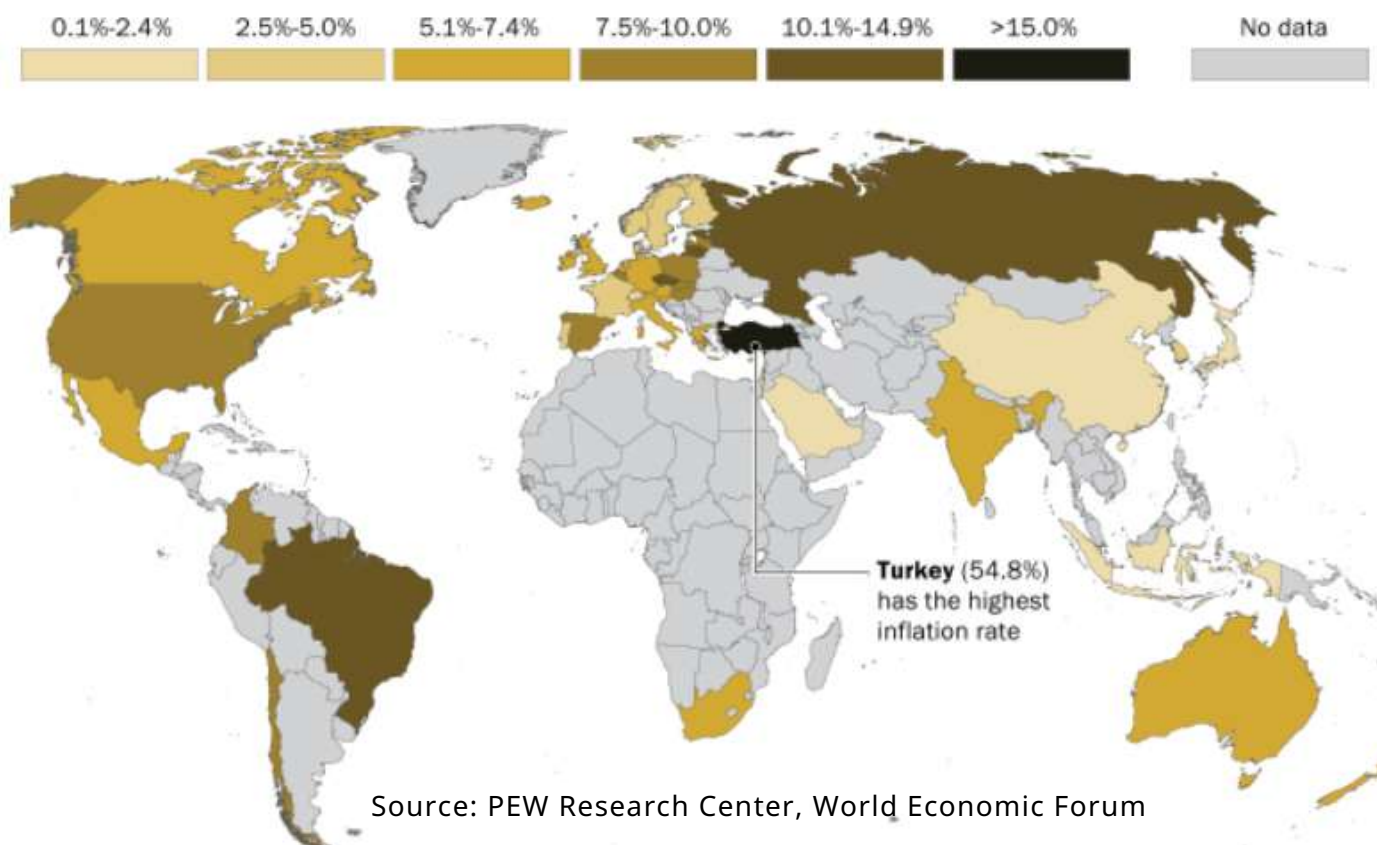 0.1%-2.4% 2.5%-5.0% 5.1%-7.4% 7.5%-10.0% 10.1%-14.9% >15.0% No data
Turkey (54.8%)
has the highest
inflation rate
Source: PEW Research Center, World Economic Forum